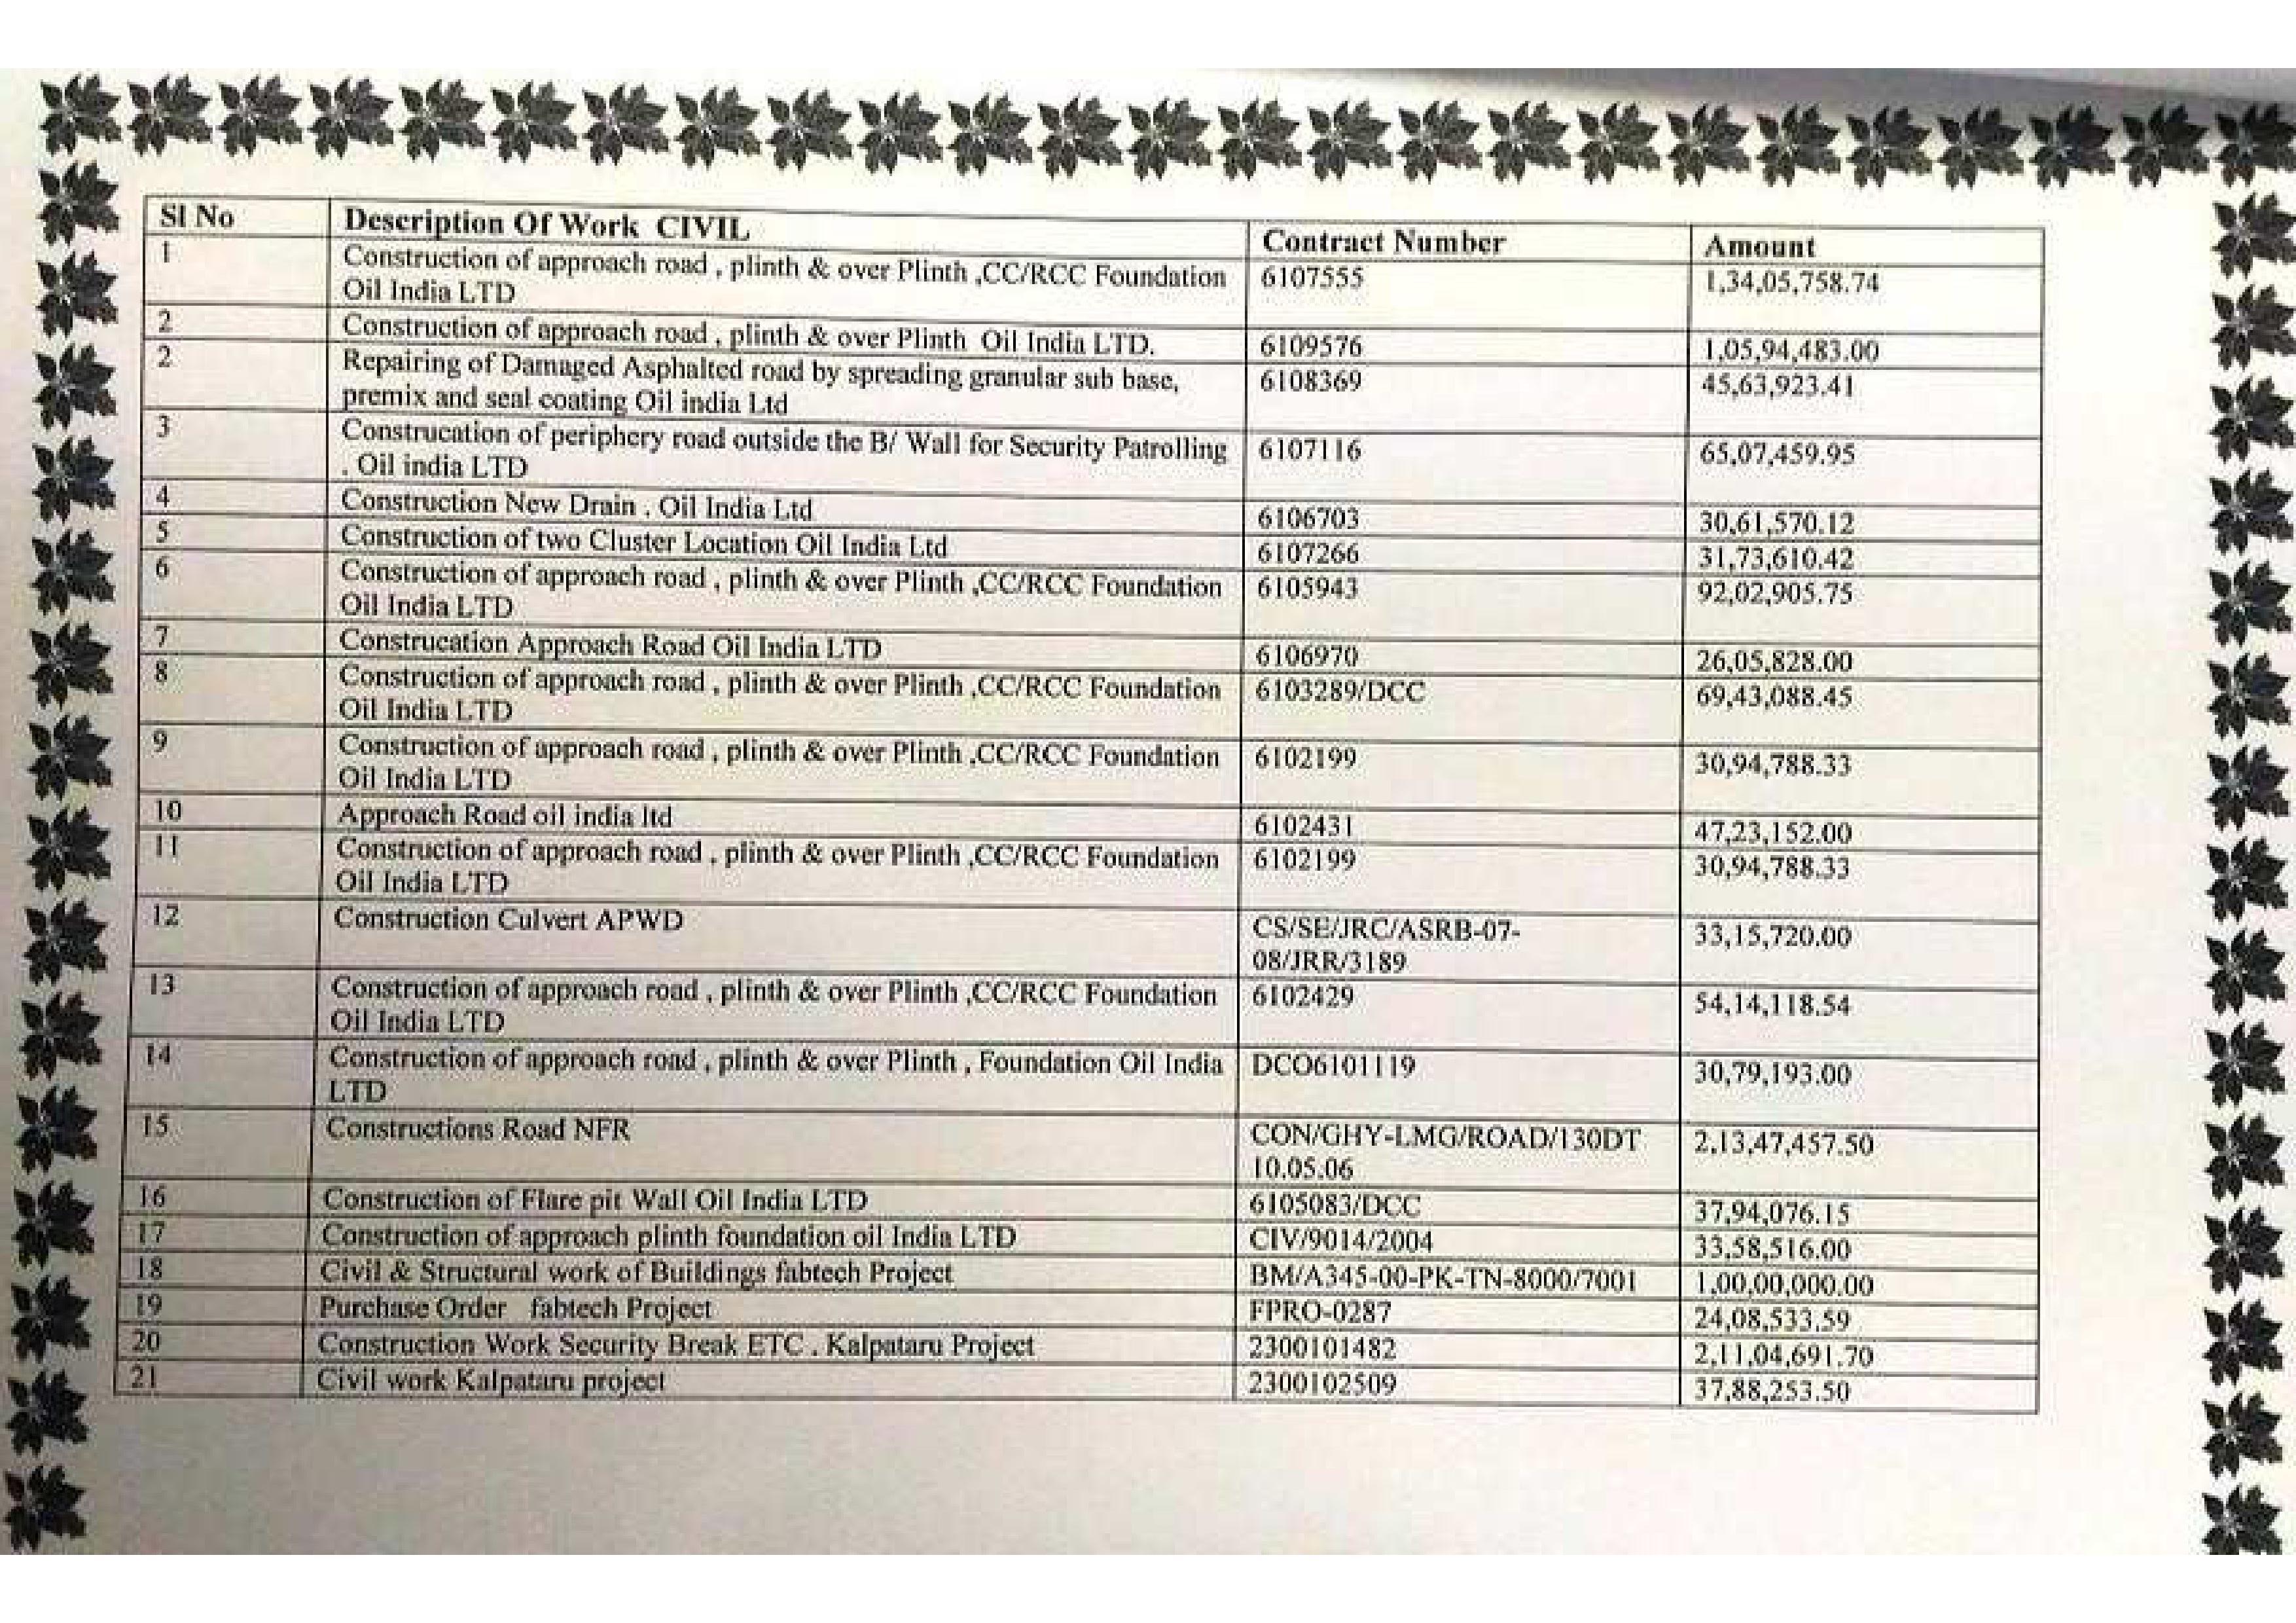 Sl No Description Of Work CIVIL Contract Number Amount
1 Construction of approach road , plinth & over Plinth ,CC/RCC Foundation 6107555 1,34,05,758.74
Oil India LTD
2 Construction of approach road , plinth & over Plinth Oil India LTD. 6109576 1,05,94,483.00
2 Repairing of Damaged Asphalted road by spreading granular sub base, 6108369 45,63,923.41
premix and seal coating Oil india Ltd
3 Construcation of periphery road outside the B/ Wall for Security Patrolling 6107116 65,07,459.95
. Oil india LTD
4 Construction New Drain . Oil India Ltd 6106703 30,61,570.12
5 Construction of two Cluster Location Oil India Ltd 6107266 31,73,610.42
6 Construction of approach road , plinth & over Plinth ,CC/RCC Foundation 6105943 92,02,905.75
Oil India LTD
7 Construcation Approach Road Oil India LTD 6106970 26,05,828.00
8 Construction of approach road , plinth & over Plinth ,CC/RCC Foundation 6103289/DCC 69,43,088.45
Oil India LTD
9 Construction of approach road , plinth & over Plinth ,CC/RCC Foundation 6102199 30,94,788.33
Oil India LTD
10 Approach Road oil india ltd 6102431 47,23,152.00
11 Construction of approach road , plinth & over Plinth ,CC/RCC Foundation 6102199 30,94,788.33
Oil India LTD
12 Construction Culvert APWD CS/SE/JRC/ASRB-07- 33,15,720.00
08/JRR/3189
13 Construction of approach road , plinth & over Plinth ,CC/RCC Foundation 6102429 54,14,118.54
Oil India LTD
14 Construction of approach road , plinth & over Plinth , Foundation Oil India DCO6101119 30,79,193.00
LTD
15 Constructions Road NFR CON/GHY-LMG/ROAD/130DT 2,13,47,457.50
10.05.06
16 Construction of Flare pit Wall Oil India LTD 6105083/DCC 37,94,076.15
17 Construction of approach plinth foundation oil India LTD CIV/9014/2004 33,58,516.00
18 Civil & Structural work of Buildings fabtech Project BM/A345-00-PK-TN-8000/7001 1,00,00,000.00
19 Purchase Order fabtech Project FPRO-0287 24,08,533.59
20 Construction Work Security Break ETC . Kalpataru Project 2300101482 2,11,04,691.70
21 Civil work Kalpataru project 2300102509 37,88,253.50